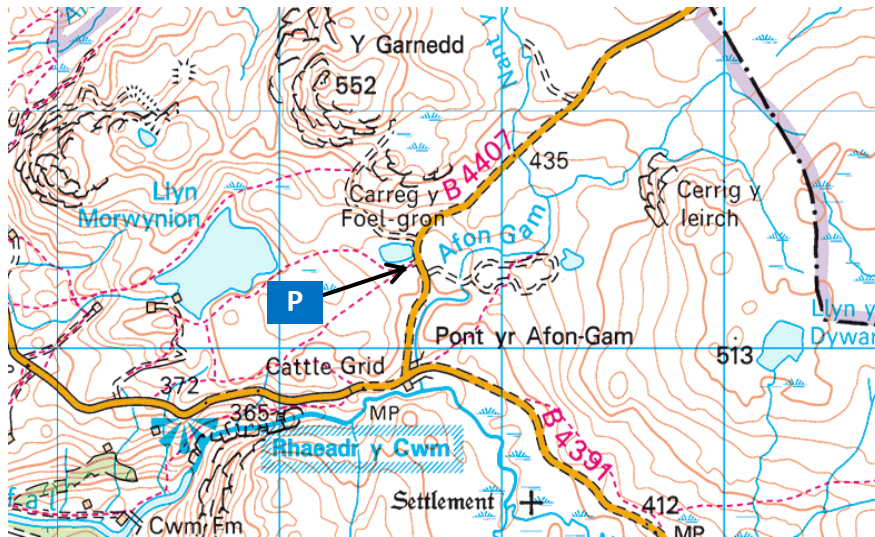 Y Garnedd
552
Nant y
B4407
435
Carreg y
Foel-gron
Cerrig y
leirch
Llyn
Morwynion
Afon Gam
P
Llyn y
Dywar
Pont yr Afon-Gam
513
Cattle Grid
372
365
MP
Rhaeadr y Cwm
B4391
f a l
Settlement
412
Cwm Fm
MP